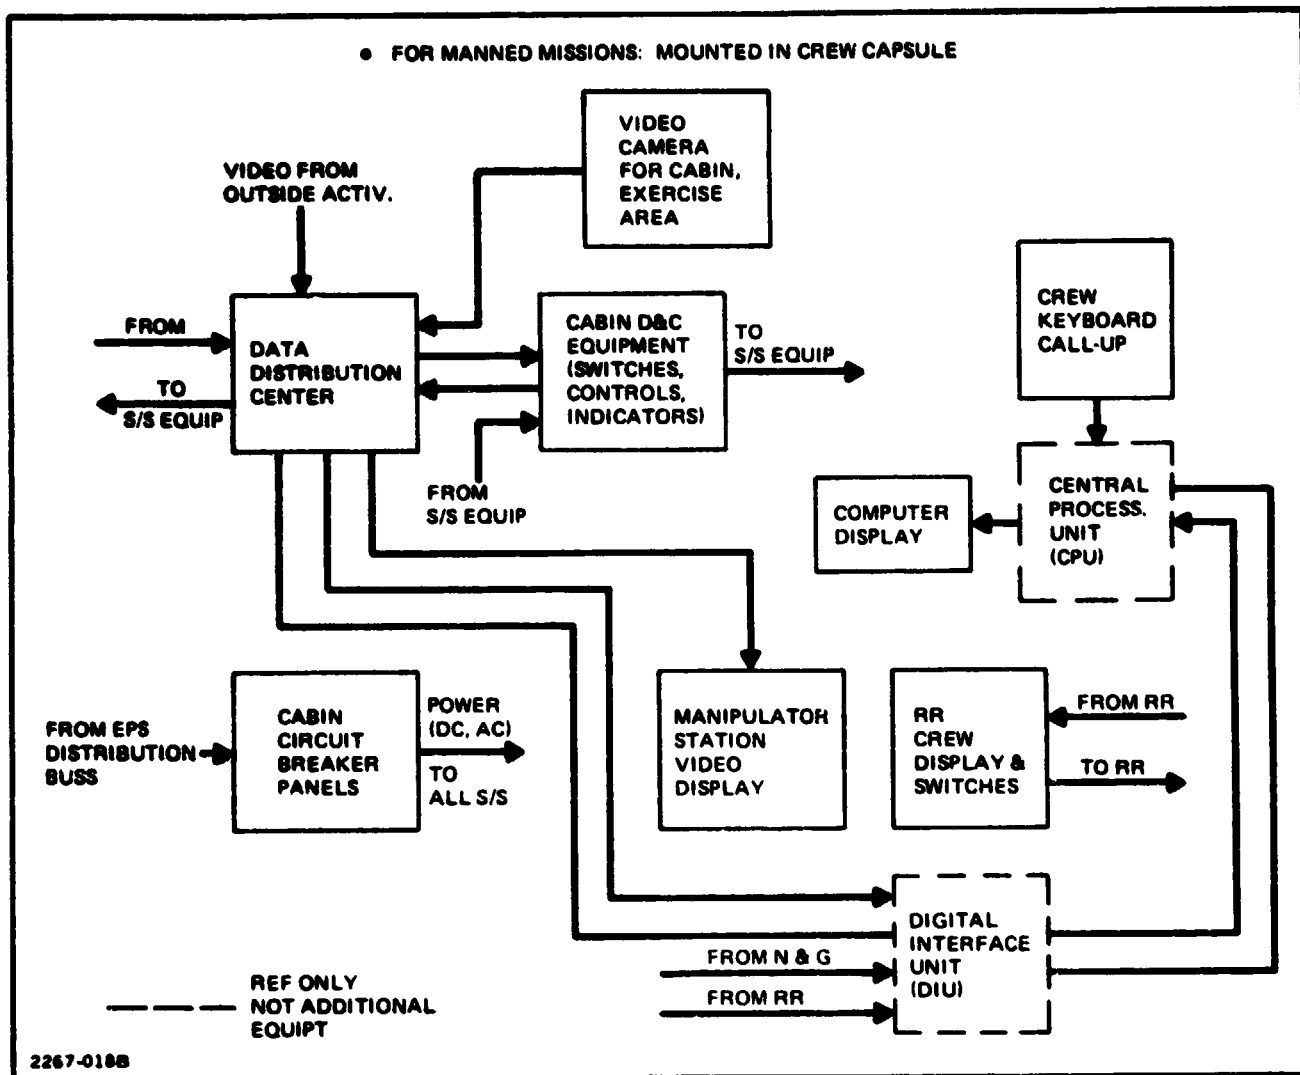 • FOR MANNED MISSIONS: MOUNTED IN CREW CAPSULE
VIDEO
CAMERA
FOR CABIN,
EXERCISE
AREA
VIDEO FROM
OUTSIDE ACTIV.
FROM
TO
S/S EQUIP
DATA
DISTRIBUTION
CENTER
CABIN D&C
EQUIPMENT
(SWITCHES,
CONTROLS,
INDICATORS)
TO
S/S EQUIP
FROM
S/S EQUIP
CREW
KEYBOARD
CALL-UP
COMPUTER
DISPLAY
CENTRAL
PROCESS.
UNIT
(CPU)
FROM EPS
DISTRIBUTION
BUSS
CABIN
CIRCUIT
BREAKER
PANELS
POWER
(DC, AC)
TO
ALL S/S
MANIPULATOR
STATION
VIDEO
DISPLAY
RR
CREW
DISPLAY &
SWITCHES
FROM RR
TO RR
FROM N & G
FROM RR
DIGITAL
INTERFACE
UNIT
(DIU)
REF ONLY
NOT ADDITIONAL
EQUIPT
2267-018B